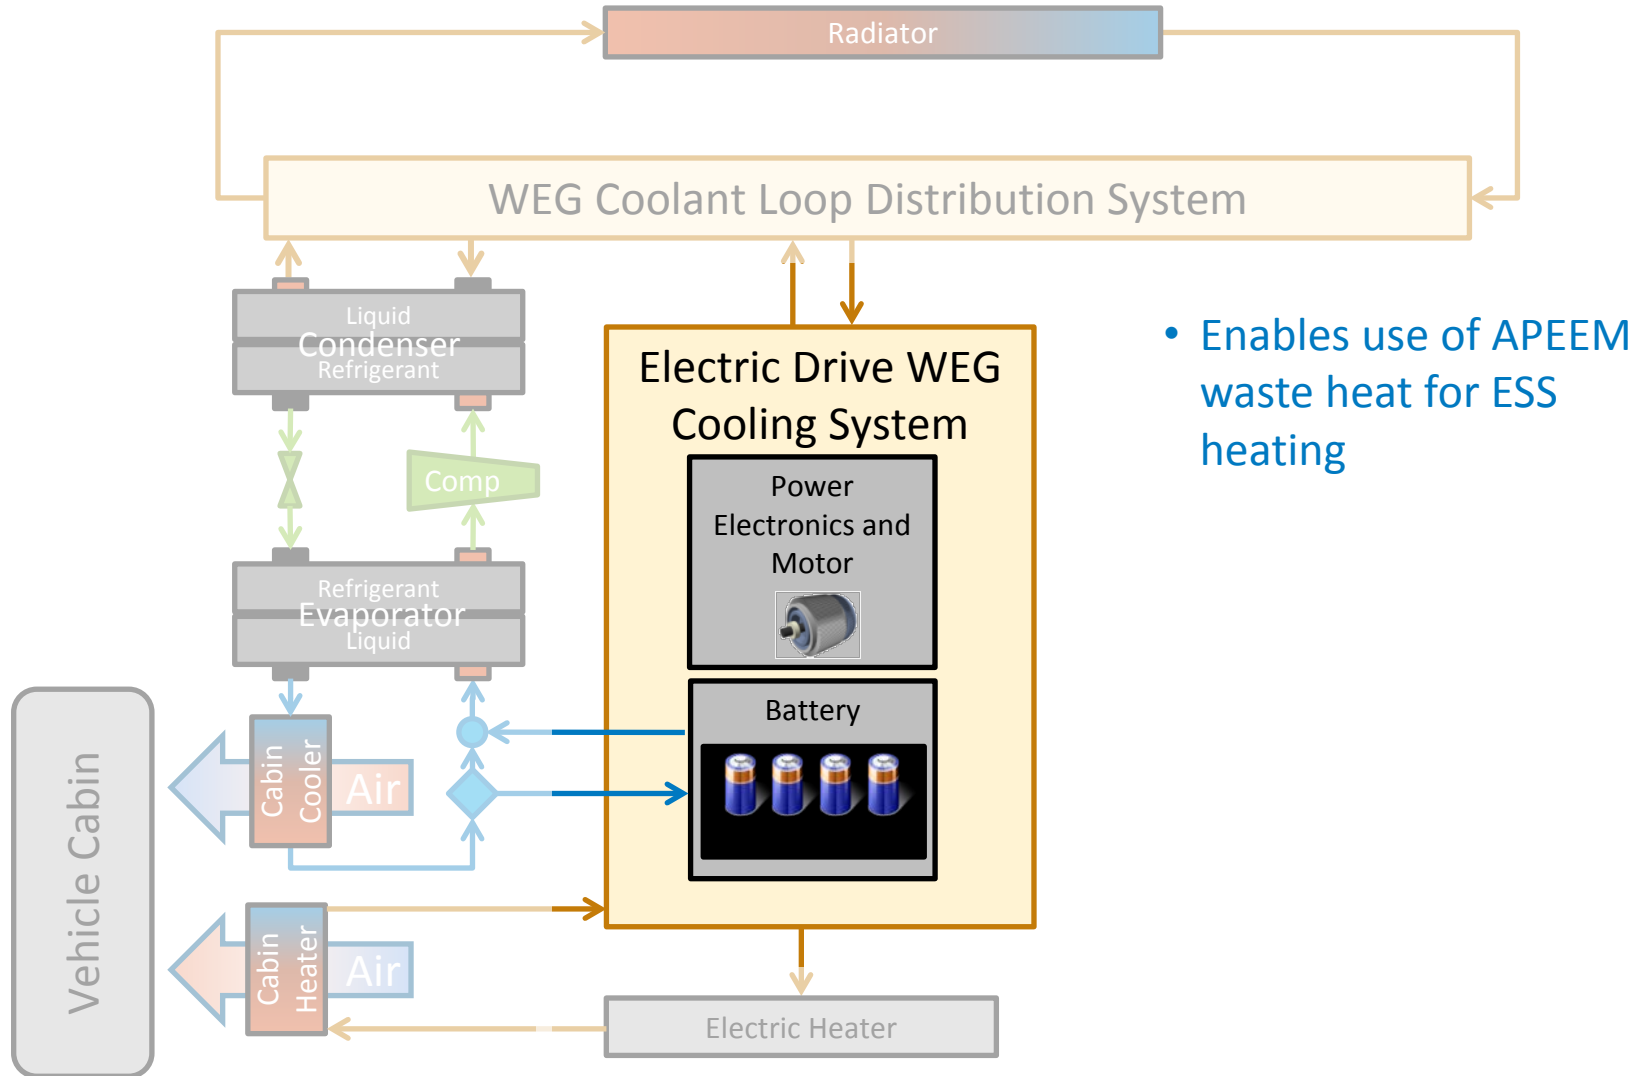 Radiator
WEG Coolant Loop Distribution System
Liquid
Condenser
Refrigerant
Comp
Refrigerant
Evaporator
Liquid
Electric Drive WEG
Cooling System
Power
Electronics and
Motor
Battery
• Enables use of APEEM
waste heat for ESS
heating
Vehicle Cabin
Cabin
Cooler
Air
Cabin
Heater
Air
Electric Heater